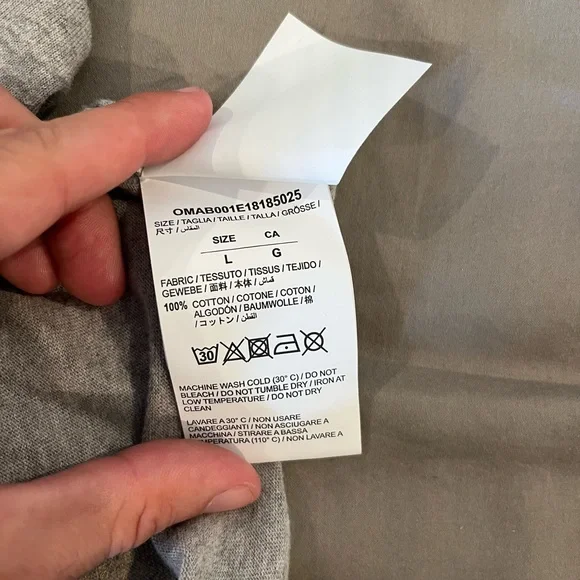 OMAB001E18185025
SIZE / TAGLIA / TAILLE / TALLA / GRÖSSE /
尺寸 / المقاس
SIZE CA
L G
FABRIC / TESSUTO / TISSUS / TEJIDO /
GEWEBE / 面料 / 本体 / قماش /
100% COTTON / COTONE / COTON /
ALGODÓN / BAUMWOLLE / 棉
/ コットン / القطن
30
MACHINE WASH COLD (30° C) / DO NOT
BLEACH / DO NOT TUMBLE DRY / IRON AT
LOW TEMPERATURE / DO NOT DRY
CLEAN
LAVARE A 30° C / NON USARE
CANDEGGIANTI / NON ASCIUGARE A
MACCHINA / STIRARE A BASSA
TEMPERATURA (110° C) / NON LAVARE A